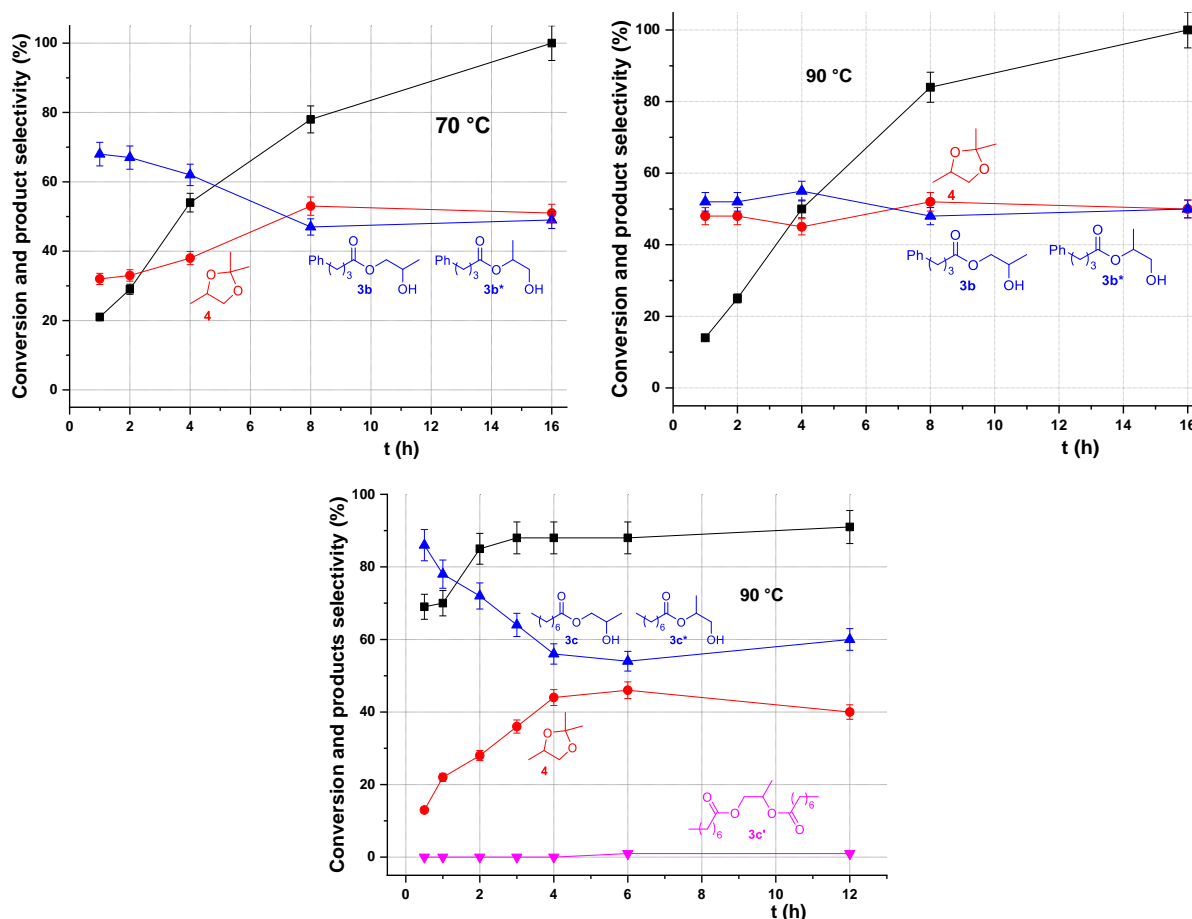 Conversion and product selectivity (%)
100
80
60
40
20
0
70 °C
O
O
4
Ph
( )
3
O
O
OH
3b
Ph
( )
3
O
O
OH
3b*
0 2 4 6 8 10 12 14 16
t (h)
Conversion and product selectivity (%)
100
80
60
40
20
0
90 °C
O
O
4
Ph
( )
3
O
O
OH
3b
Ph
( )
3
O
O
OH
3b*
0 2 4 6 8 10 12 14 16
t (h)
Conversion and products selectivity (%)
100
80
60
40
20
0
90 °C
( )
6
O
O
OH
3c
( )
6
O
O
OH
3c*
O
O
4
( )
6
O
O
O
O
( )
6
3c'
0 2 4 6 8 10 12
t (h)